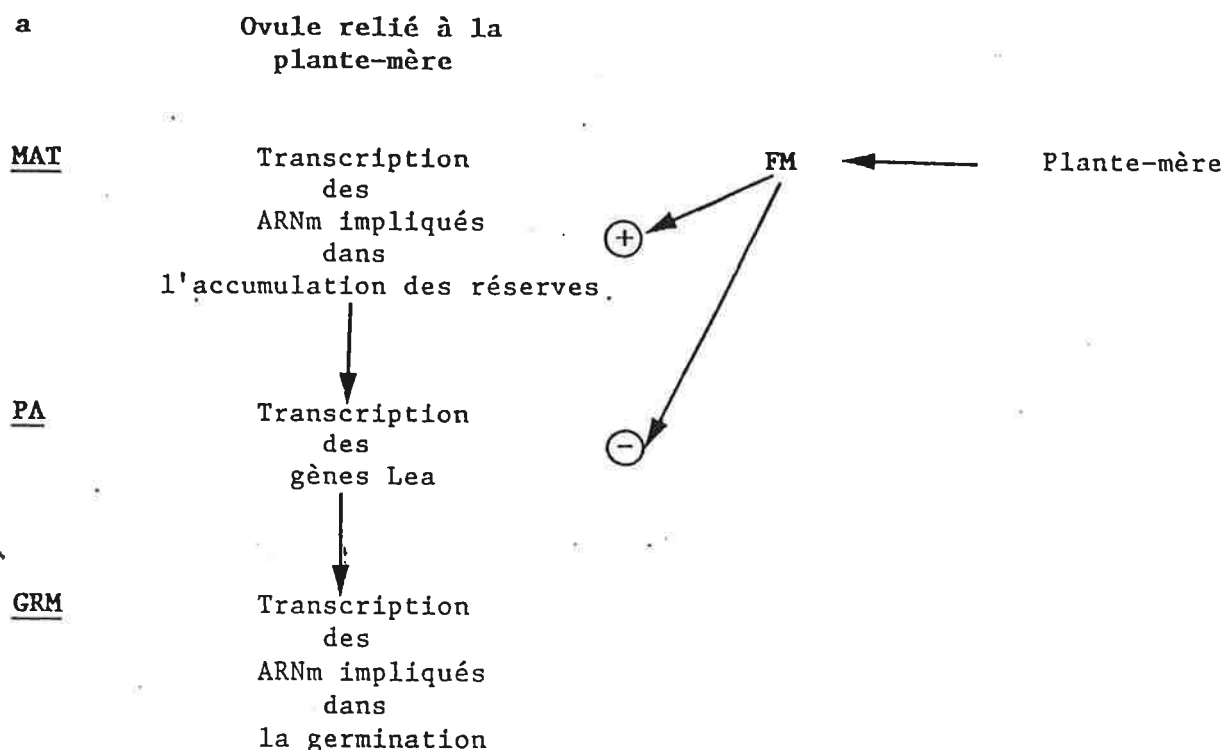 a
Ovule relié à la
plante-mère
MAT
Transcription
des
ARNm impliqués
dans
l'accumulation des réserves.
FM
Plante-mère
+
PA
Transcription
des
gènes Lea
−
GRM
Transcription
des
ARNm impliqués
dans
la germination